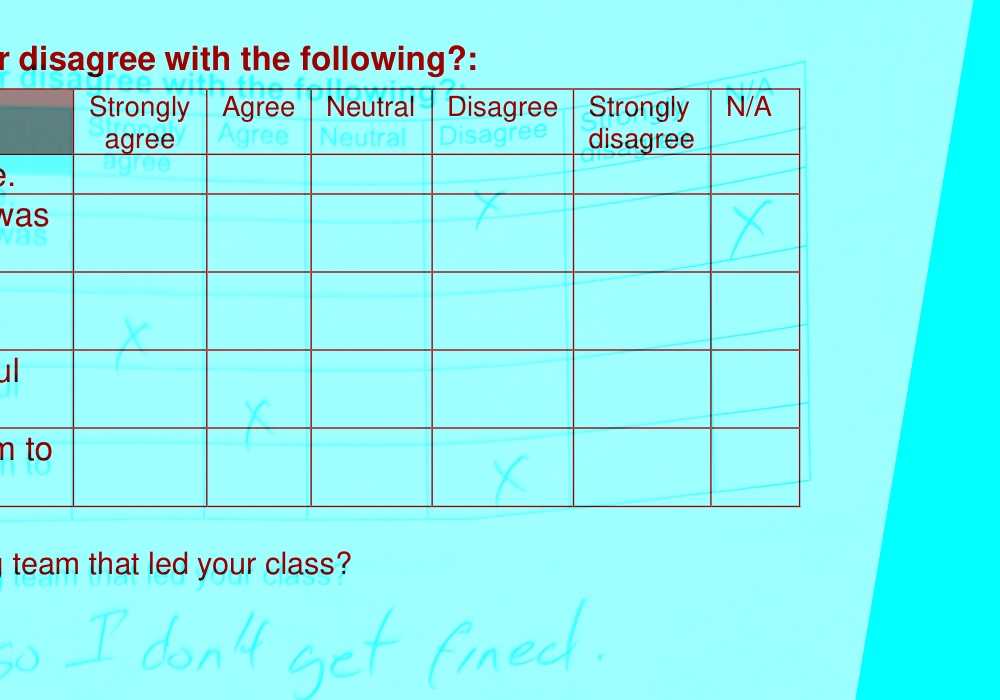 r disagree with the following?:
Strongly agree Agree Neutral Disagree Strongly disagree N/A
e.
was
X X
X
ul
X
m to
X
g team that led your class?
so I don't get fined.